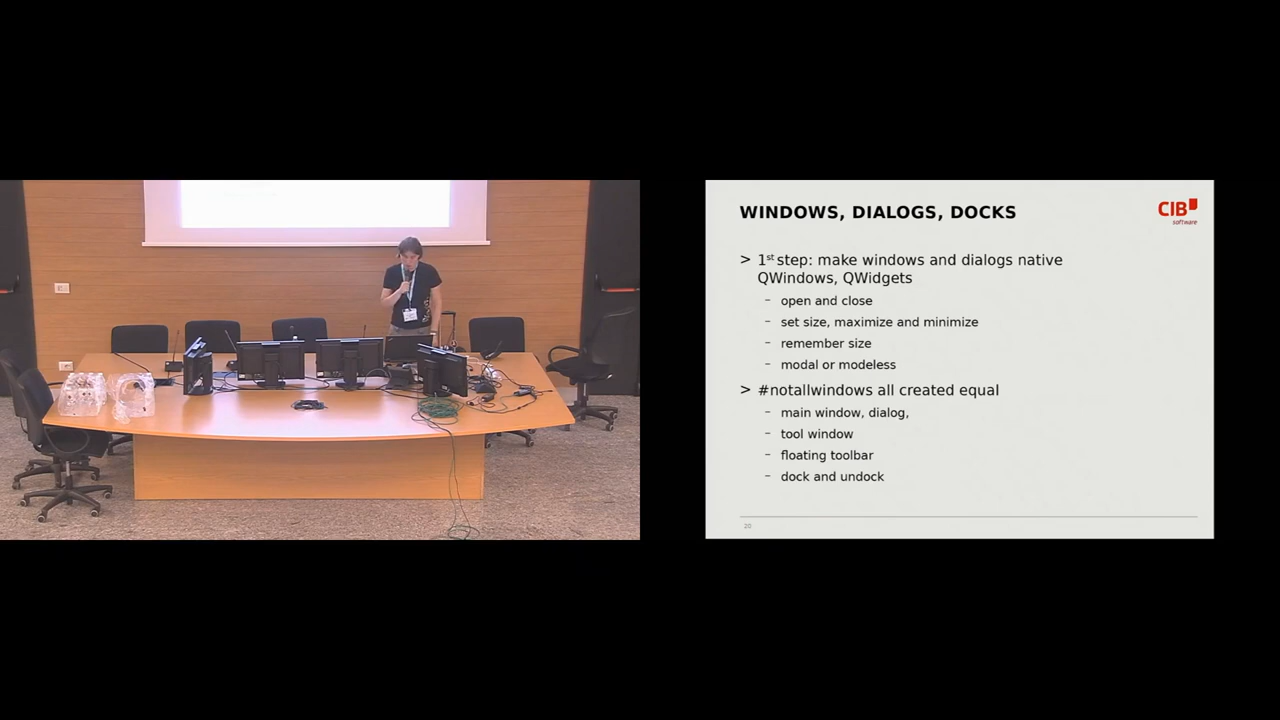 WINDOWS, DIALOGS, DOCKS
CIB
software
> 1st step: make windows and dialogs native
QWindows, QWidgets
– open and close
– set size, maximize and minimize
– remember size
– modal or modeless
> #notallwindows all created equal
– main window, dialog,
– tool window
– floating toolbar
– dock and undock
20